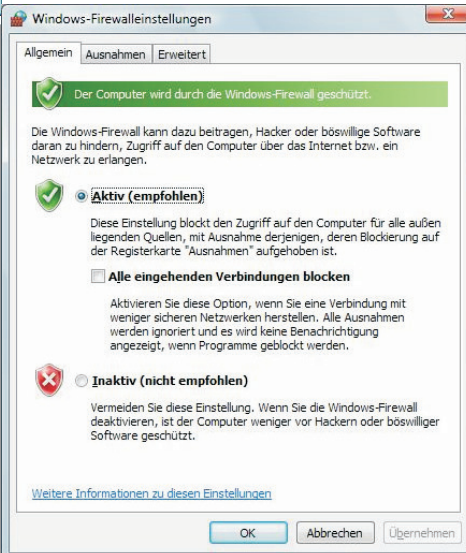 Windows-Firewalleinstellungen
Allgemein Ausnahmen Erweitert
Der Computer wird durch die Windows-Firewall geschützt.
Die Windows-Firewall kann dazu beitragen, Hacker oder böswillige Software
daran zu hindern, Zugriff auf den Computer über das Internet bzw. ein
Netzwerk zu erlangen.
Aktiv (empfohlen)
Diese Einstellung blockt den Zugriff auf den Computer für alle außen
liegenden Quellen, mit Ausnahme derjenigen, deren Blockierung auf
der Registerkarte "Ausnahmen" aufgehoben ist.
Alle eingehenden Verbindungen blocken
Aktivieren Sie diese Option, wenn Sie eine Verbindung mit
weniger sicheren Netzwerken herstellen. Alle Ausnahmen
werden ignoriert und es wird keine Benachrichtigung
angezeigt, wenn Programme geblockt werden.
Inaktiv (nicht empfohlen)
Vermeiden Sie diese Einstellung. Wenn Sie die Windows-Firewall
deaktivieren, ist der Computer weniger vor Hackern oder böswilliger
Software geschützt.
Weitere Informationen zu diesen Einstellungen
OK Abbrechen Übernehmen